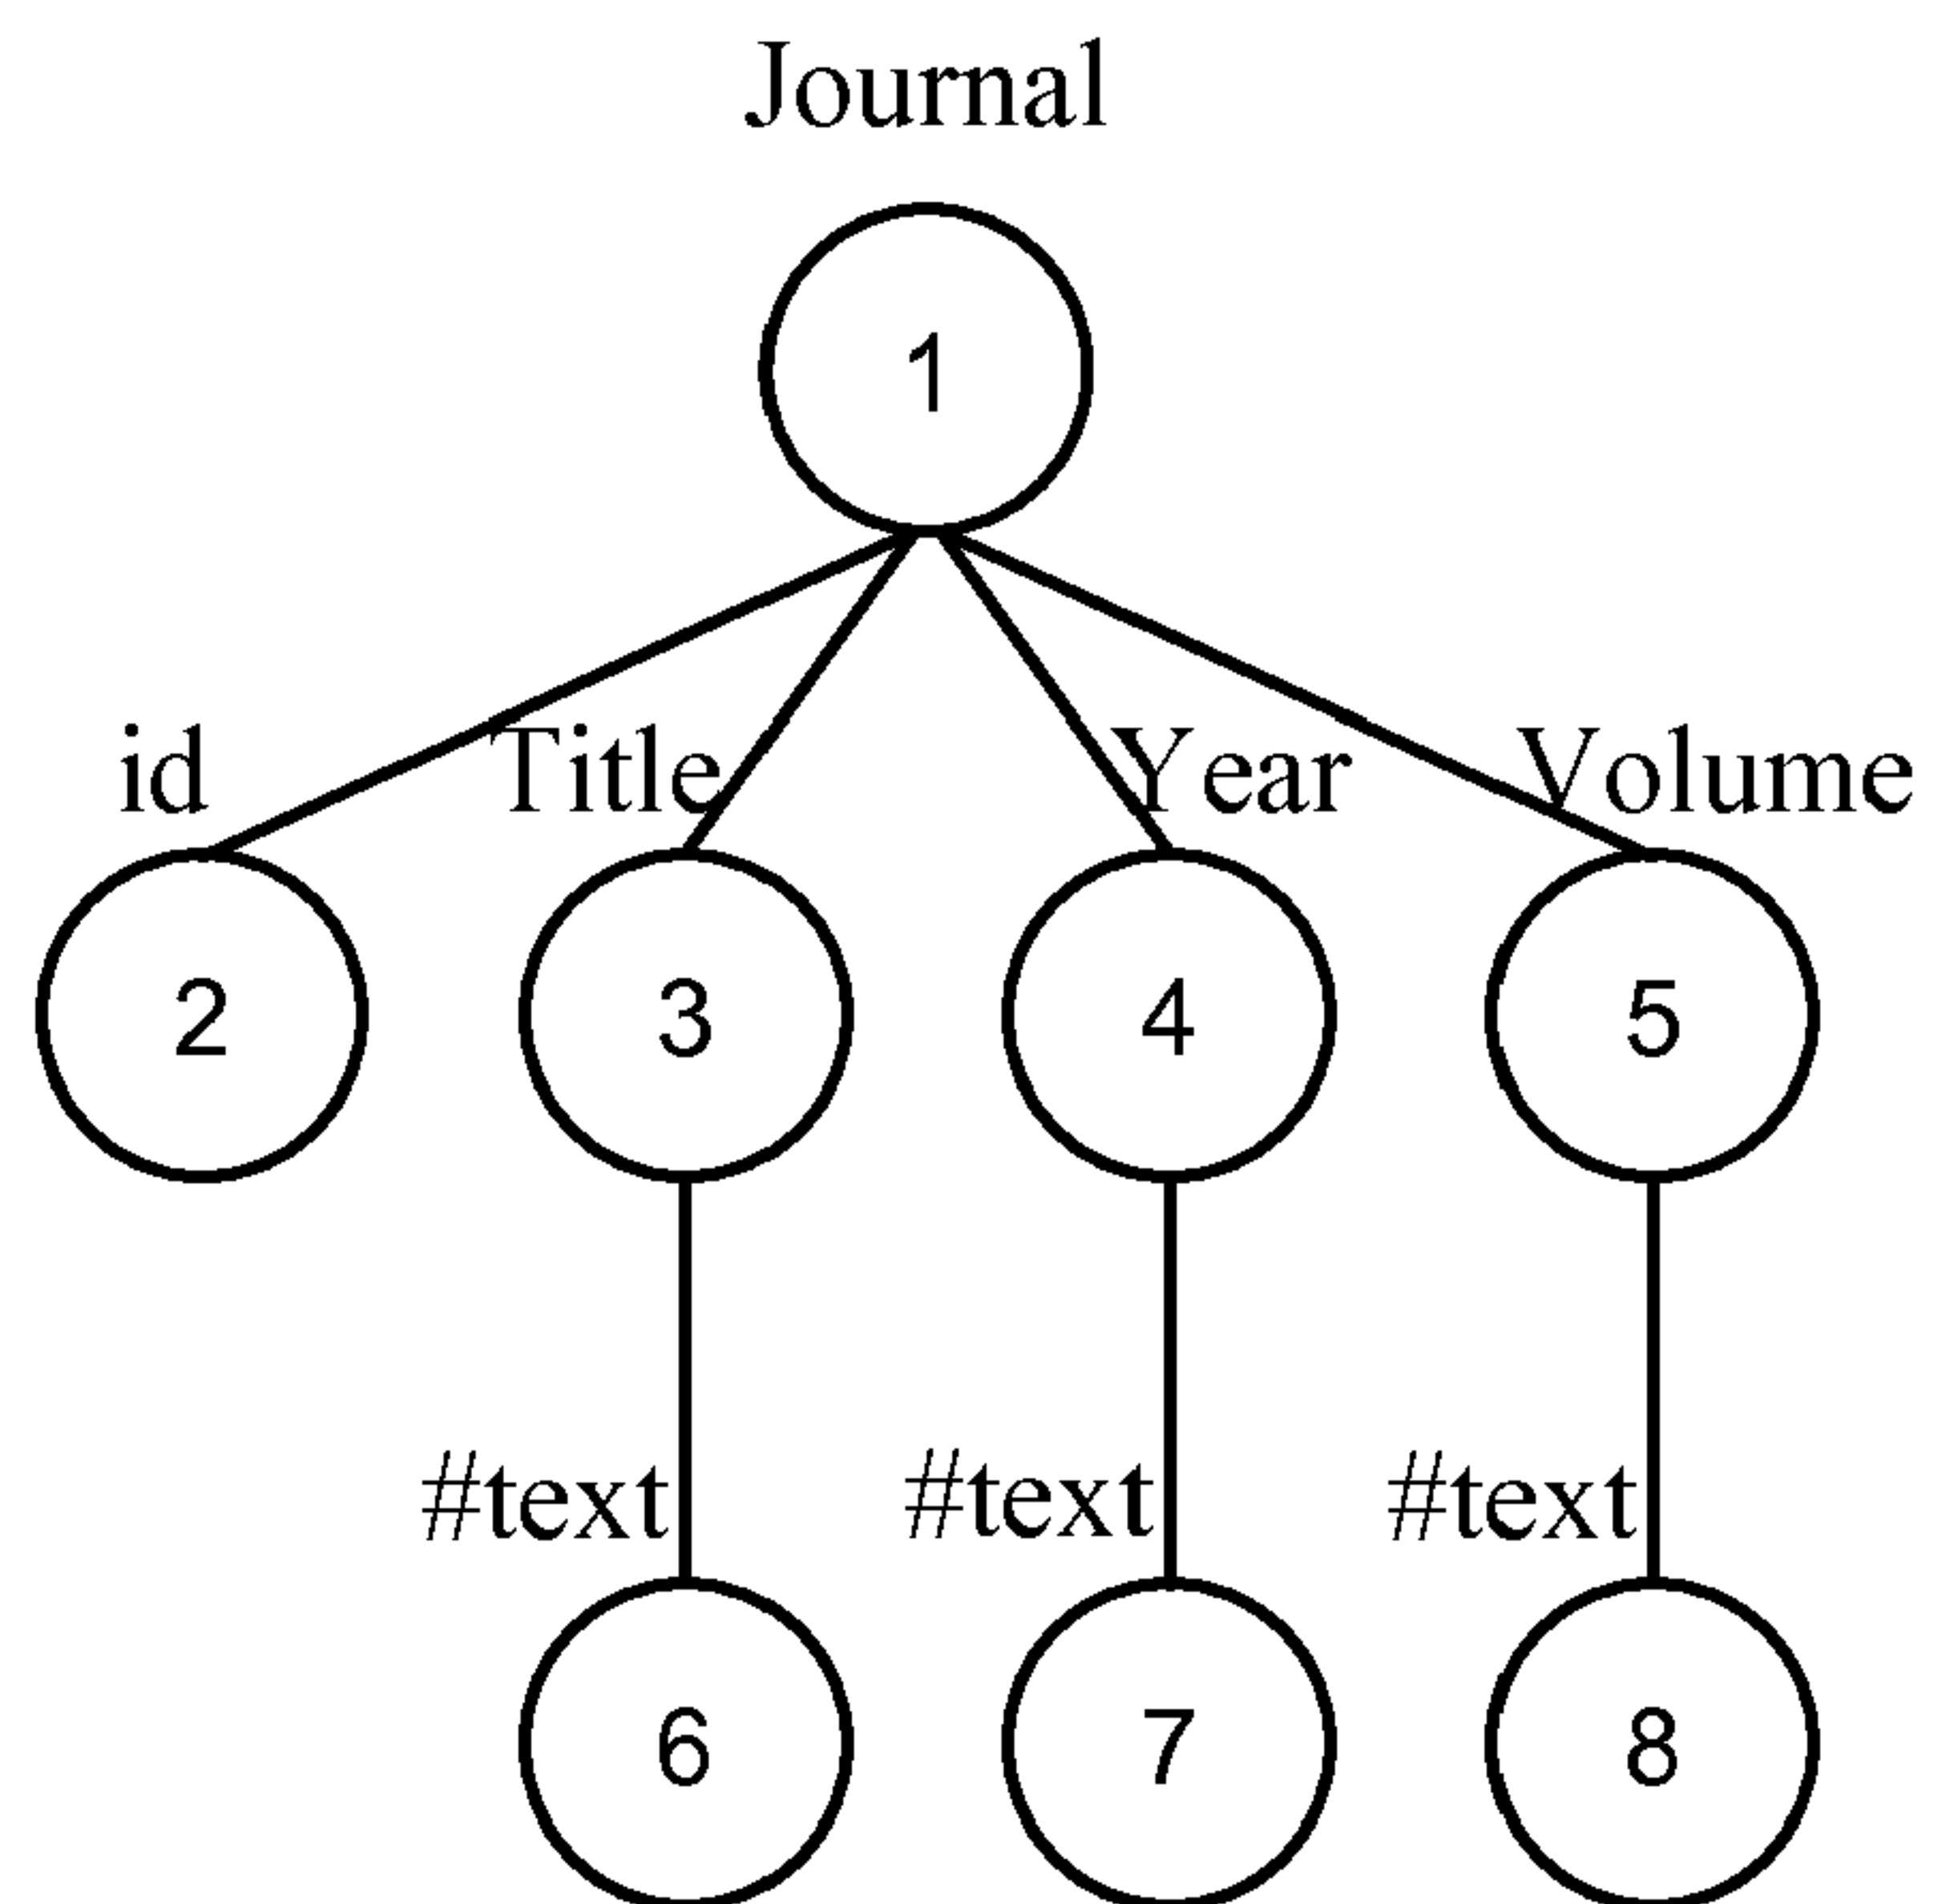 Journal
1
id Title Year Volume
2 3 4 5
#text #text #text
6 7 8